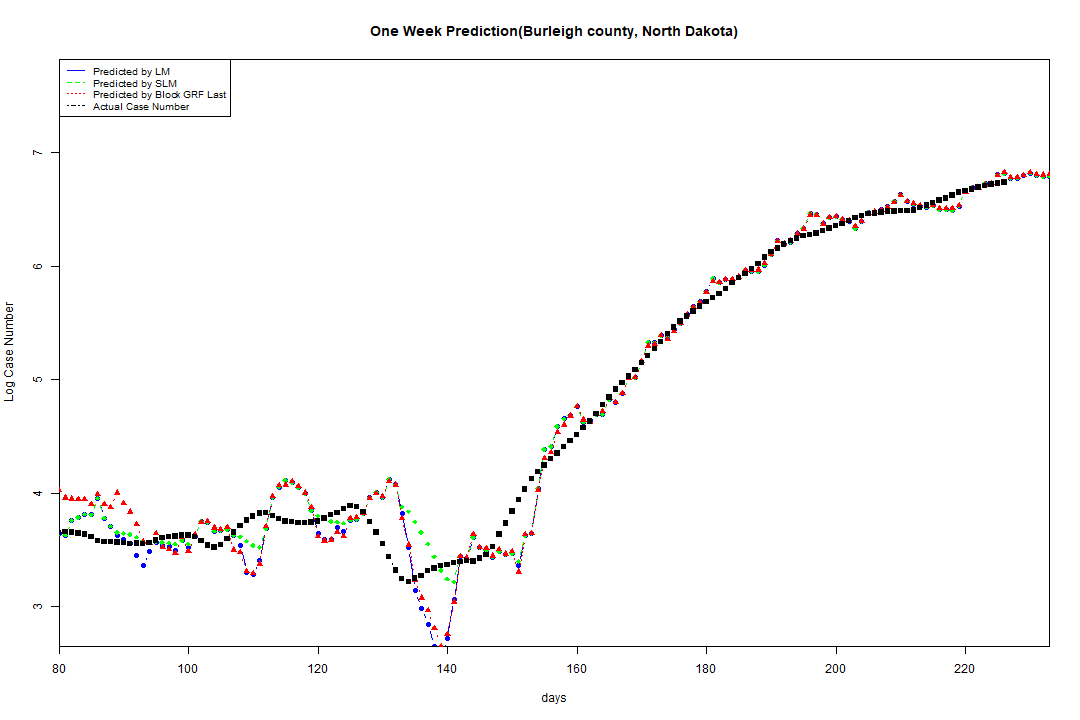 One Week Prediction(Burleigh county, North Dakota)
Predicted by LM
Predicted by SLM
Predicted by Block GRF Last
Actual Case Number
7
6
5
4
3
Log Case Number
80 100 120 140 160 180 200 220
days